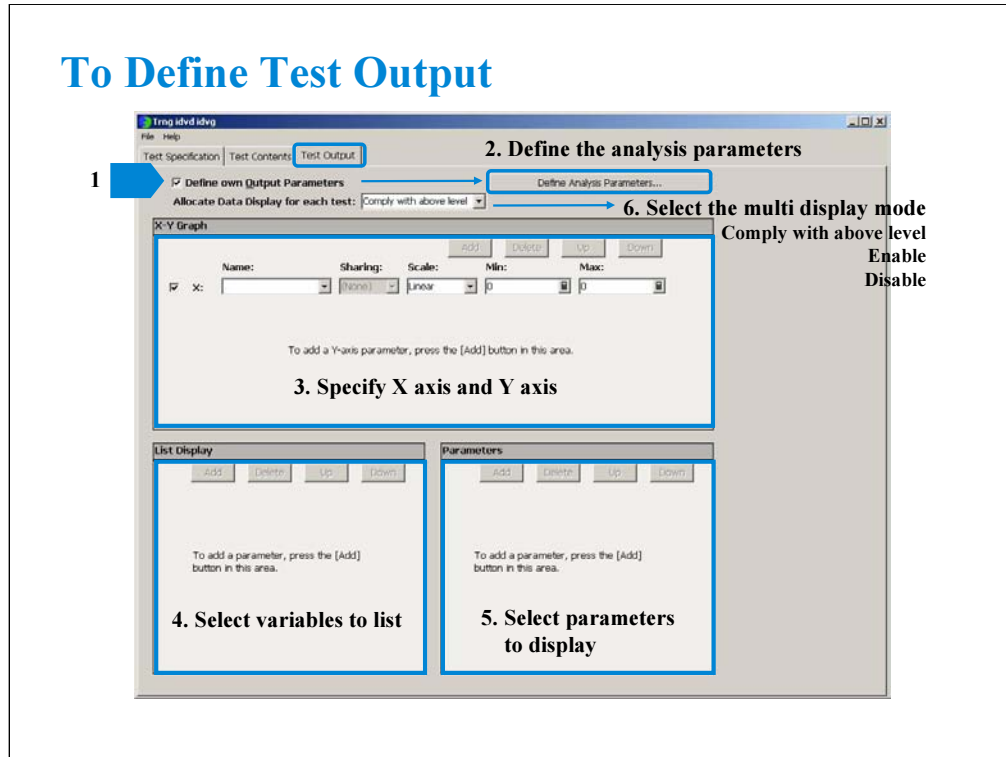 To Define Test Output
Trng idvd idvg
File Help
Test Specification Test Contents Test Output
2. Define the analysis parameters
1
Define own Output Parameters
Define Analysis Parameters...
Allocate Data Display for each test: Comply with above level
6. Select the multi display mode
Comply with above level
Enable
Disable
X-Y Graph
Add Delete Up Down
Name: Sharing: Scale: Min: Max:
X: (None) Linear 0 0
To add a Y-axis parameter, press the [Add] button in this area.
3. Specify X axis and Y axis
List Display
Add Delete Up Down
To add a parameter, press the [Add]
button in this area.
4. Select variables to list
Parameters
Add Delete Up Down
To add a parameter, press the [Add]
button in this area.
5. Select parameters
to display